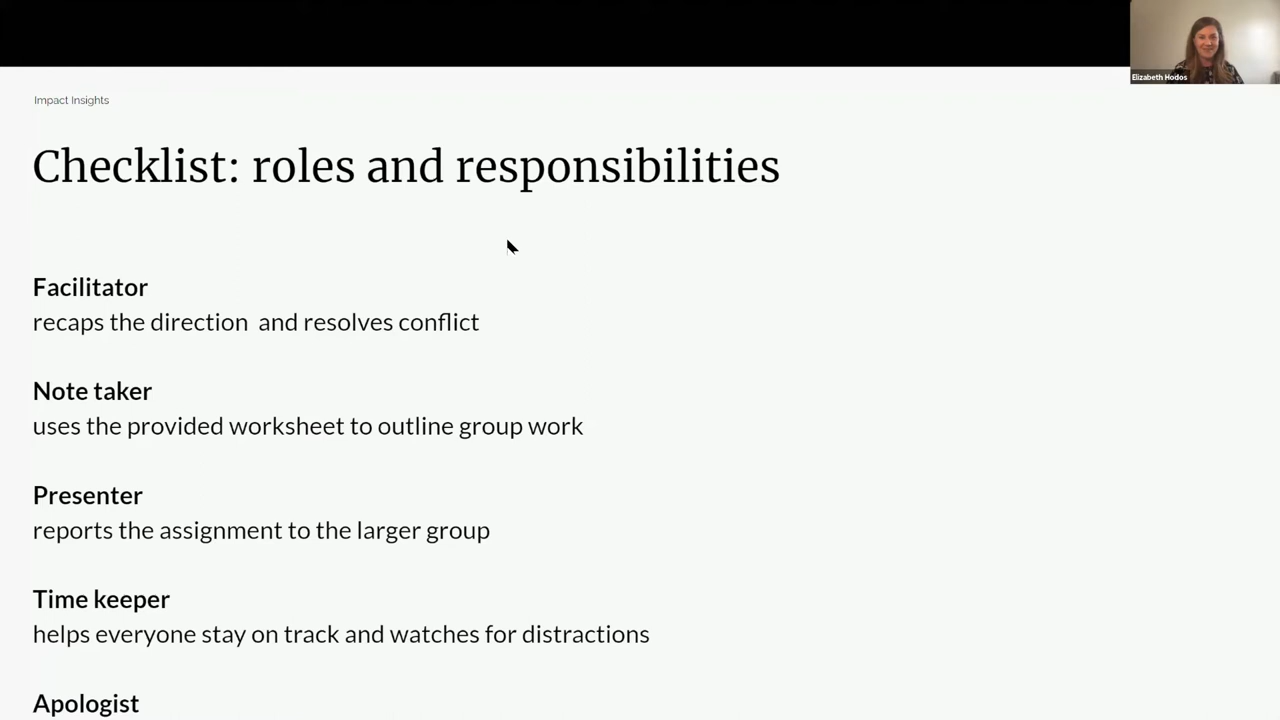 Elizabeth Hodos
Impact Insights
Checklist: roles and responsibilities
Facilitator
recaps the direction  and resolves conflict
Note taker
uses the provided worksheet to outline group work
Presenter
reports the assignment to the larger group
Time keeper
helps everyone stay on track and watches for distractions
Apologist